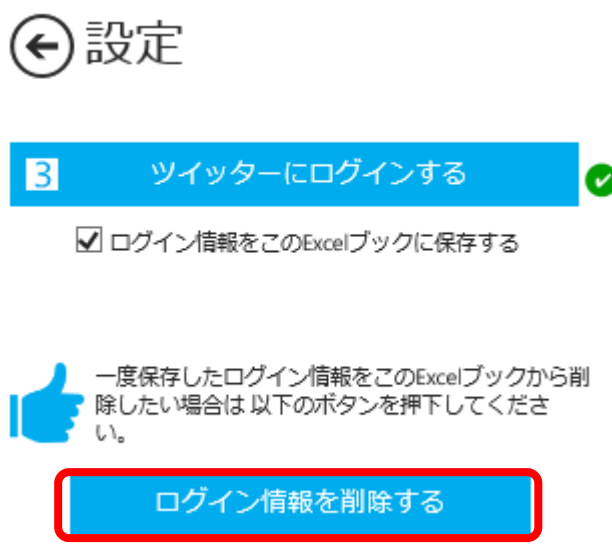 設定
3 ツイッターにログインする
ログイン情報をこのExcelブックに保存する
一度保存したログイン情報をこのExcelブックから削
除したい場合は 以下のボタンを押下してくださ
い。
ログイン情報を削除する